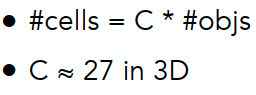 • #cells = C * #objs
• C ≈ 27 in 3D